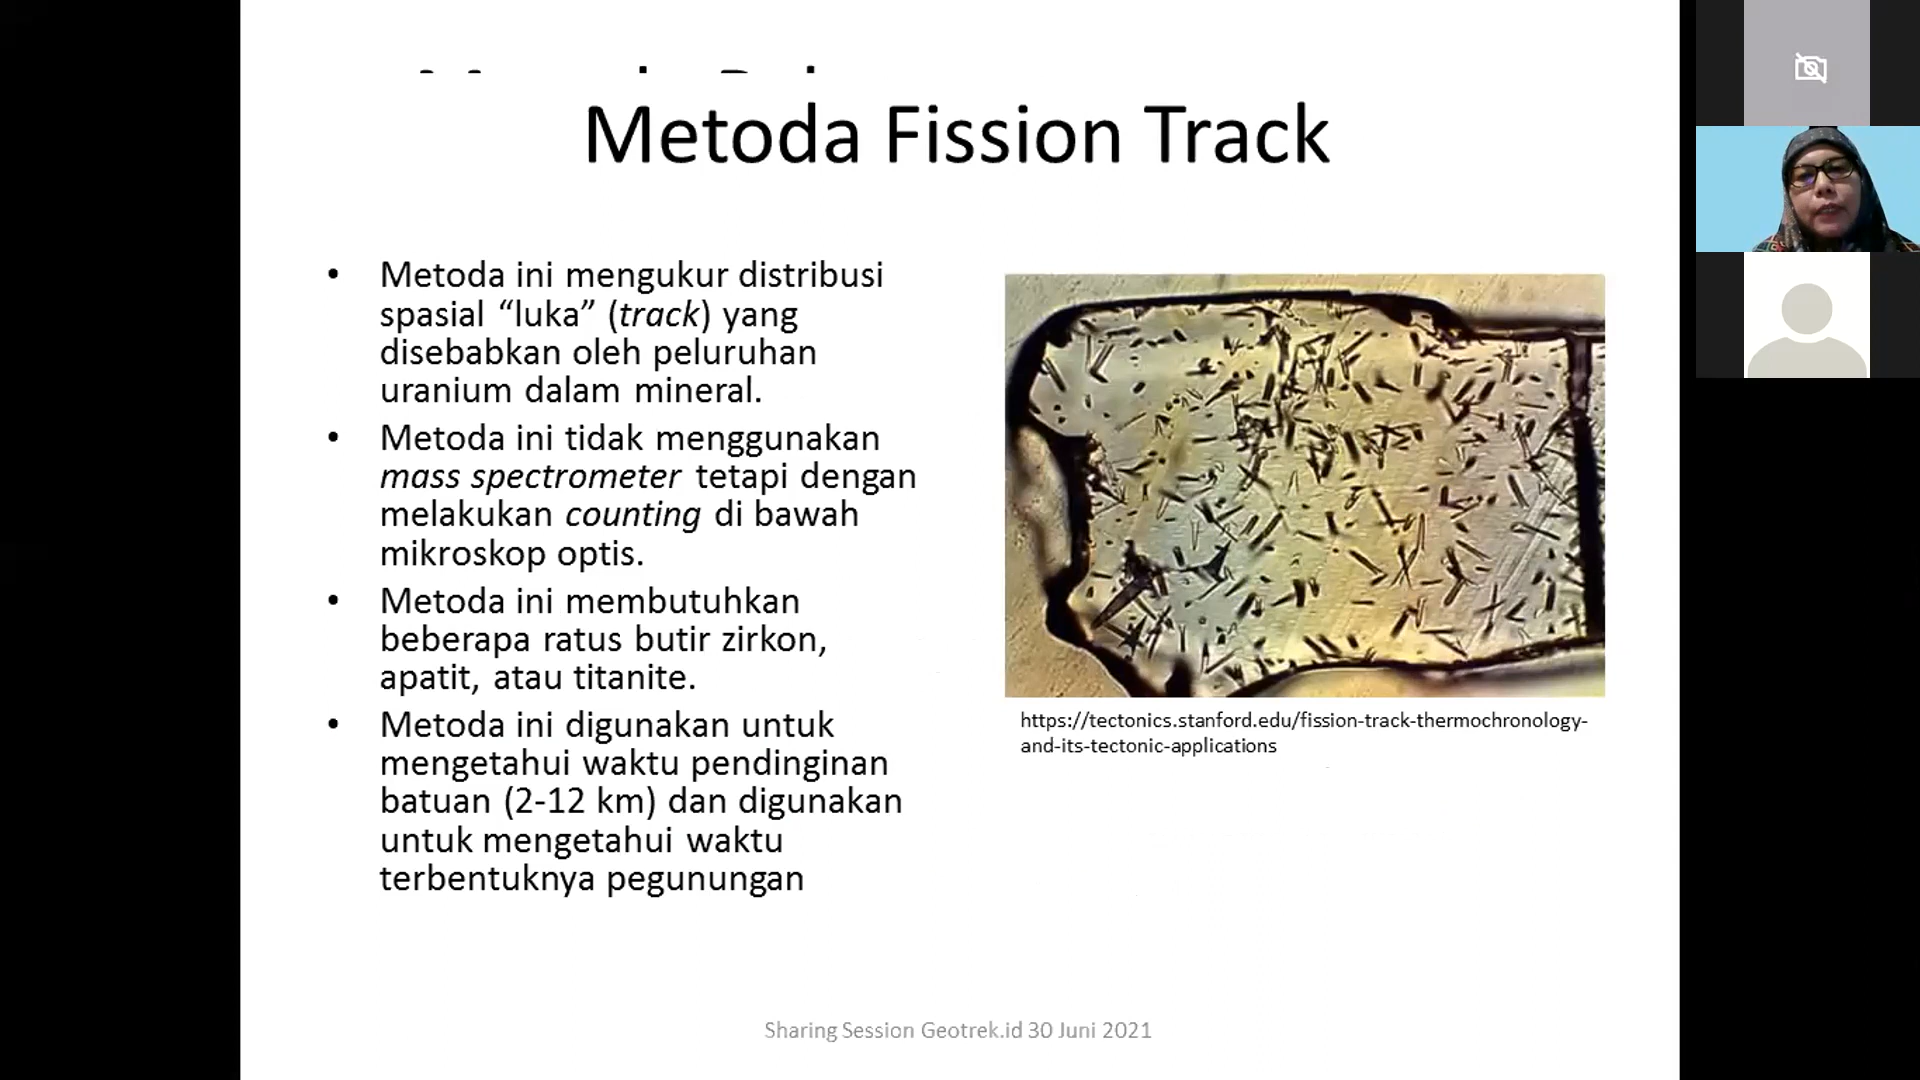 Metoda Fission Track
• Metoda ini mengukur distribusi
spasial “luka” (track) yang
disebabkan oleh peluruhan
uranium dalam mineral.
• Metoda ini tidak menggunakan
mass spectrometer tetapi dengan
melakukan counting di bawah
mikroskop optis.
• Metoda ini membutuhkan
beberapa ratus butir zirkon,
apatit, atau titanite.
• Metoda ini digunakan untuk
mengetahui waktu pendinginan
batuan (2-12 km) dan digunakan
untuk mengetahui waktu
terbentuknya pegunungan
https://tectonics.stanford.edu/fission-track-thermochronology-
and-its-tectonic-applications
Sharing Session Geotrek.id 30 Juni 2021